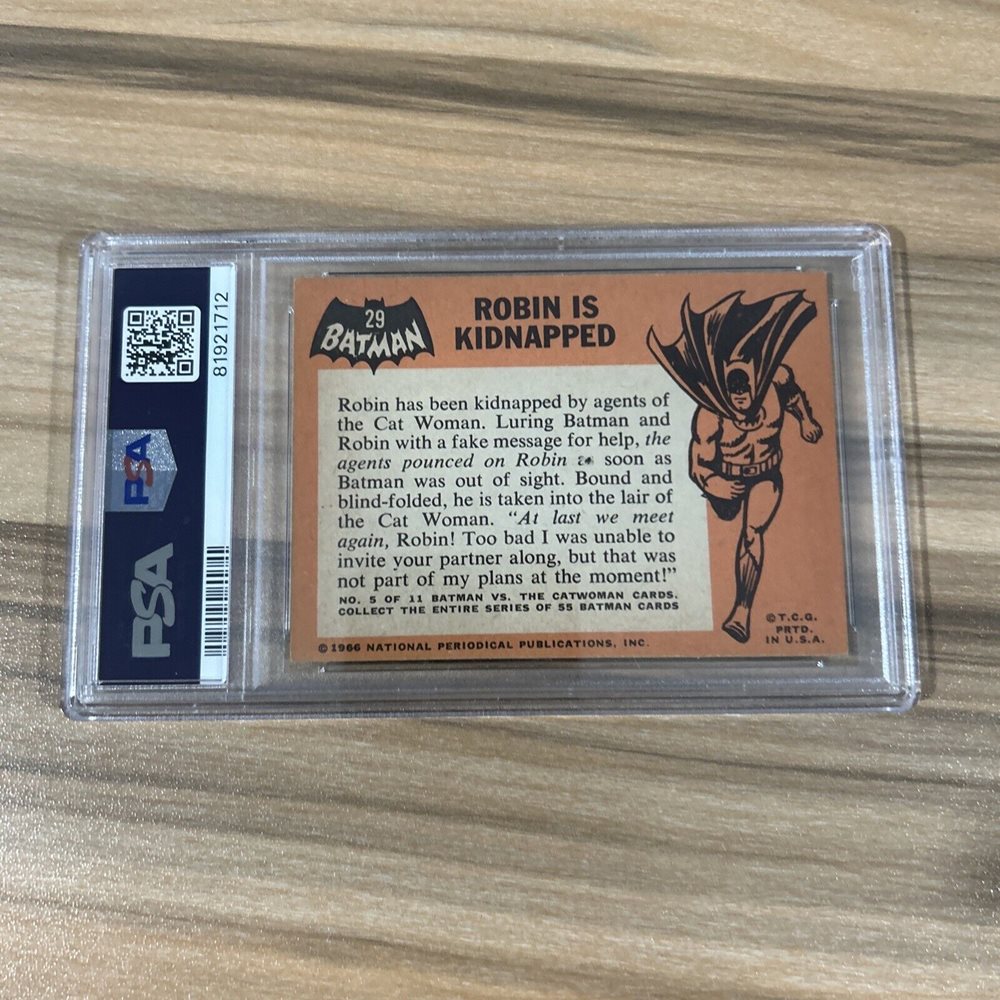 81921712
PSA
PSA
29
BATMAN
ROBIN IS
KIDNAPPED
Robin has been kidnapped by agents of
the Cat Woman. Luring Batman and
Robin with a fake message for help, the
agents pounced on Robin soon as
Batman was out of sight. Bound and
blind-folded, he is taken into the lair of
the Cat Woman. “At last we meet
again, Robin! Too bad I was unable to
invite your partner along, but that was
not part of my plans at the moment!”
NO. 5 OF 11 BATMAN VS. THE CATWOMAN CARDS.
COLLECT THE ENTIRE SERIES OF 55 BATMAN CARDS
© 1966 NATIONAL PERIODICAL PUBLICATIONS, INC.
© T.C.G.
PRTD.
IN U.S.A.